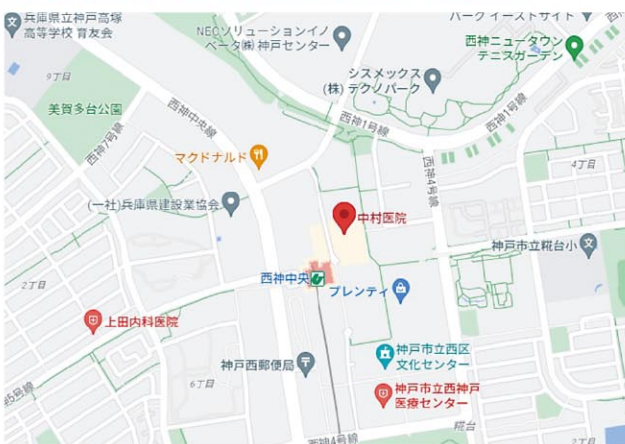 兵庫県立神戸高塚
高等学校 育友会
NECソリューションイノ
ベータ(株) 神戸センター
パーク イーストサイト
西神ニュータウン
テニスガーデン
シスメックス
(株) テクノパーク
9丁目
美賀多台公園
西神中央線
西神7号線
西神1号線
西神1号線
マクドナルド
西神4号線
4丁目
(一社)兵庫県建設業協会
中村医院
神戸市立糀台小
西神中央
プレンティ
2丁目
上田内科医院
神戸市立西区
文化センター
神戸西郵便局
6丁目
神戸市立西神戸
医療センター
糀台
西神4号線
2丁目